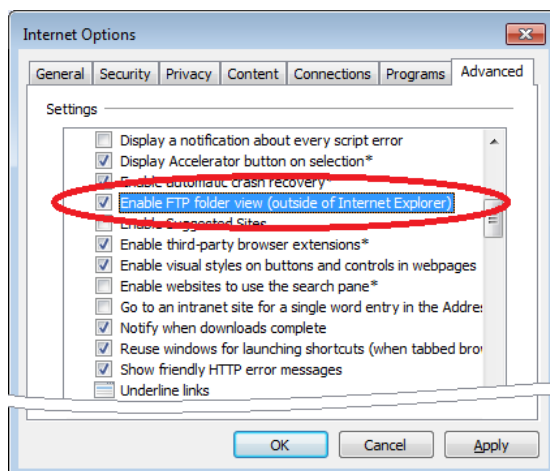 Internet Options
General Security Privacy Content Connections Programs Advanced
Settings
Display a notification about every script error
Display Accelerator button on selection*
Enable automatic crash recovery
Enable FTP folder view (outside of Internet Explorer)
Enable Suggested Sites
Enable third-party browser extensions*
Enable visual styles on buttons and controls in webpages
Enable websites to use the search pane*
Go to an intranet site for a single word entry in the Addre
Notify when downloads complete
Reuse windows for launching shortcuts (when tabbed brow
Show friendly HTTP error messages
Underline links
OK Cancel Apply